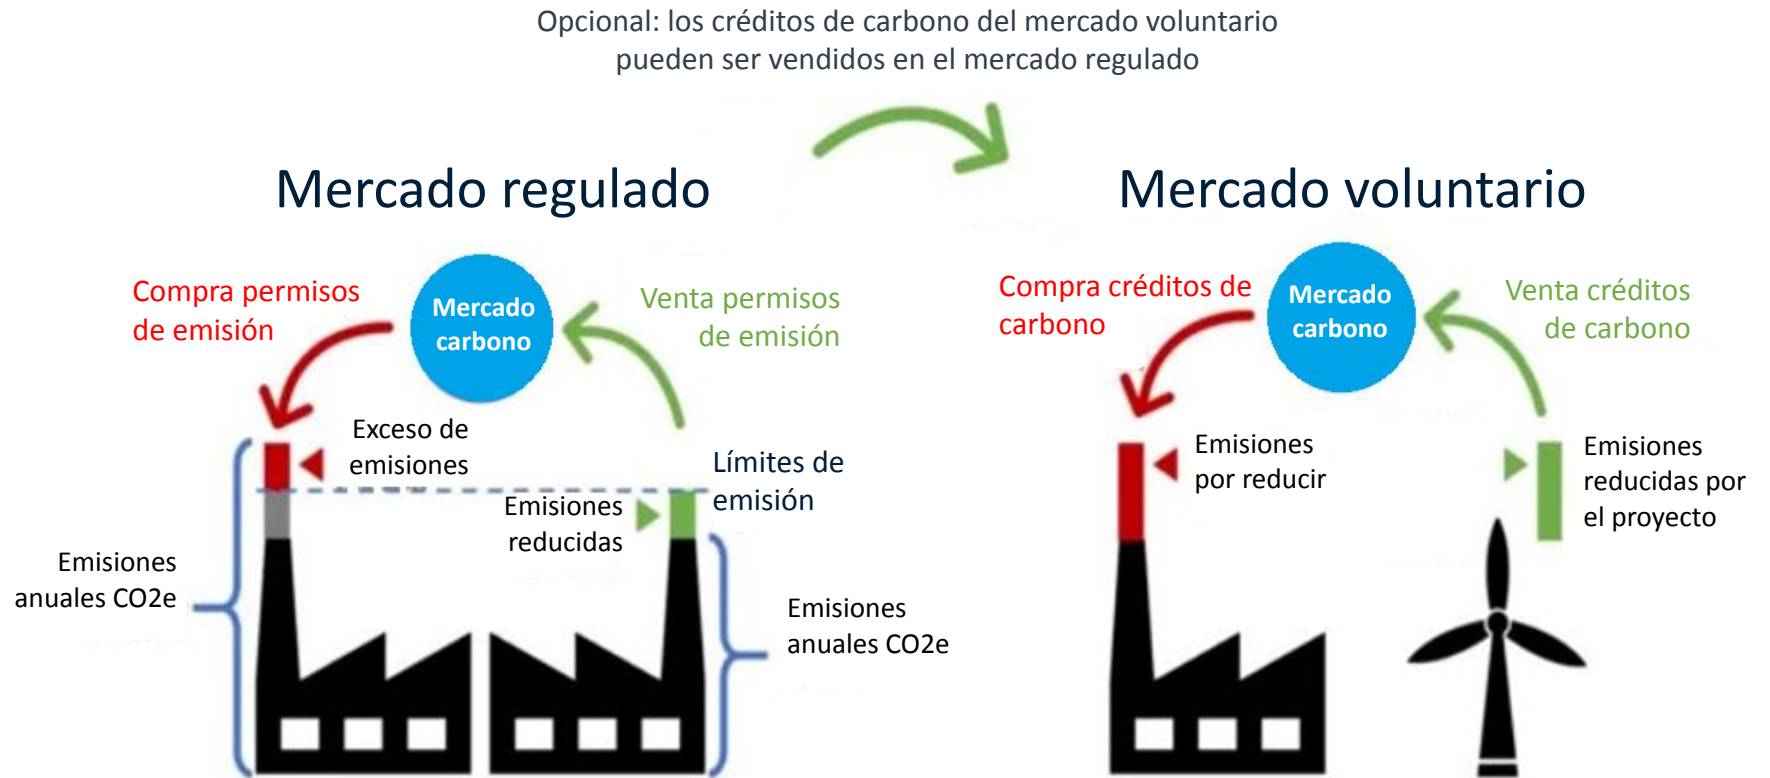 Opcional: los créditos de carbono del mercado voluntario
pueden ser vendidos en el mercado regulado
Mercado regulado
Mercado voluntario
Compra permisos
de emisión
Mercado
carbono
Venta permisos
de emisión
Exceso de
emisiones
Límites de
emisión
Emisiones
reducidas
Emisiones
anuales CO2e
Emisiones
anuales CO2e
Compra créditos de
carbono
Mercado
carbono
Venta créditos
de carbono
Emisiones
por reducir
Emisiones
reducidas por
el proyecto